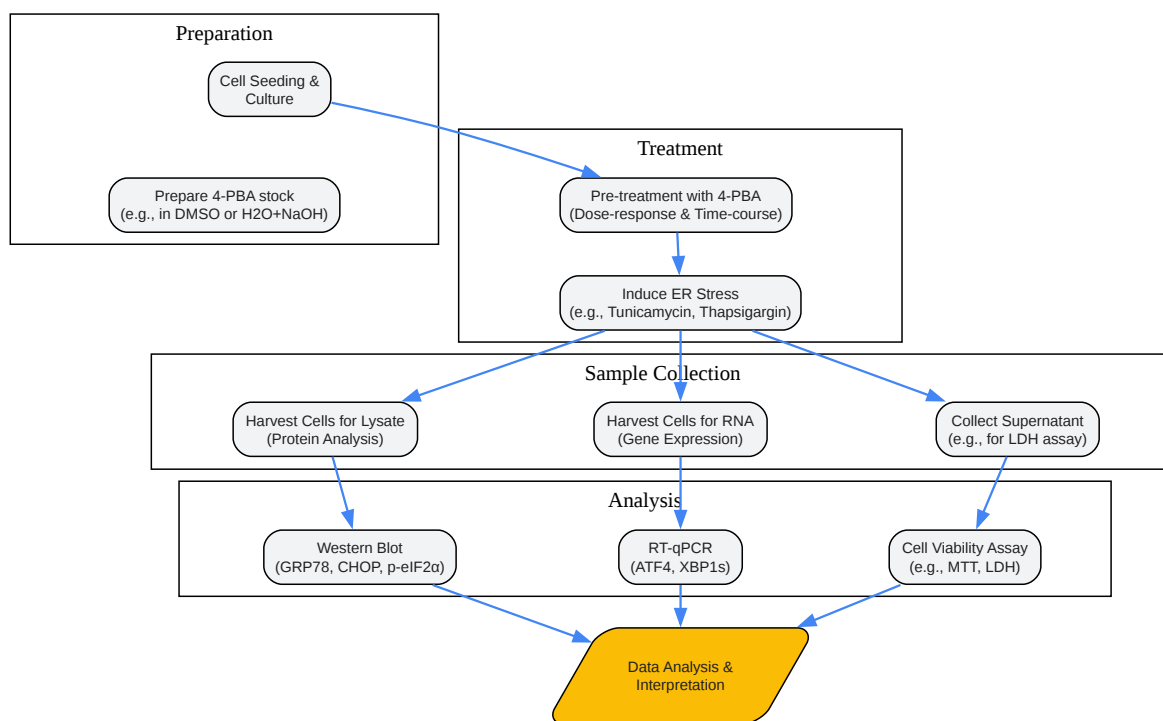 Preparation
Cell Seeding &
Culture
Prepare 4-PBA stock
(e.g., in DMSO or H2O+NaOH)
Treatment
Pre-treatment with 4-PBA
(Dose-response & Time-course)
Induce ER Stress
(e.g., Tunicamycin, Thapsigargin)
Sample Collection
Harvest Cells for Lysate
(Protein Analysis)
Harvest Cells for RNA
(Gene Expression)
Collect Supernatant
(e.g., for LDH assay)
Analysis
Western Blot
(GRP78, CHOP, p-eIF2α)
RT-qPCR
(ATF4, XBP1s)
Cell Viability Assay
(e.g., MTT, LDH)
Data Analysis &
Interpretation